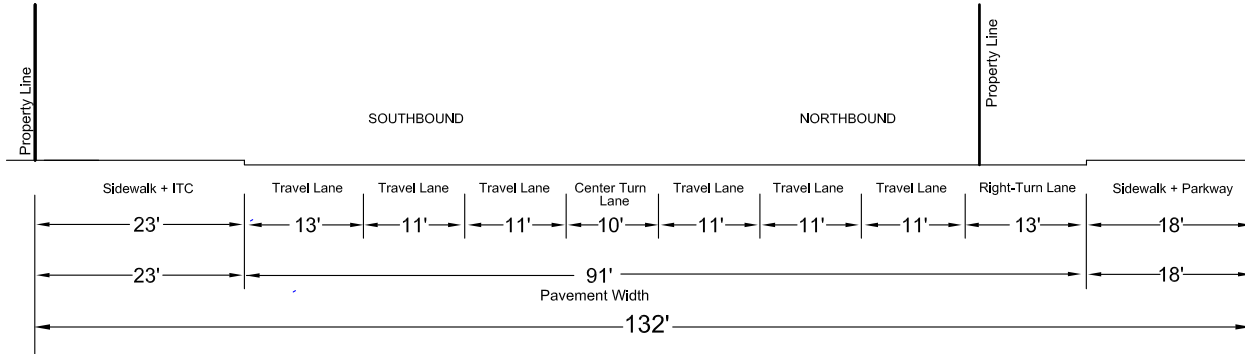 Property Line
Property Line
SOUTHBOUND
NORTHBOUND
Sidewalk + ITC
Travel Lane
Travel Lane
Travel Lane
Center Turn
Lane
Travel Lane
Travel Lane
Travel Lane
Right-Turn Lane
Sidewalk + Parkway
23'
13'
11'
11'
10'
11'
11'
11'
13'
18'
23'
91'
18'
Pavement Width
132'